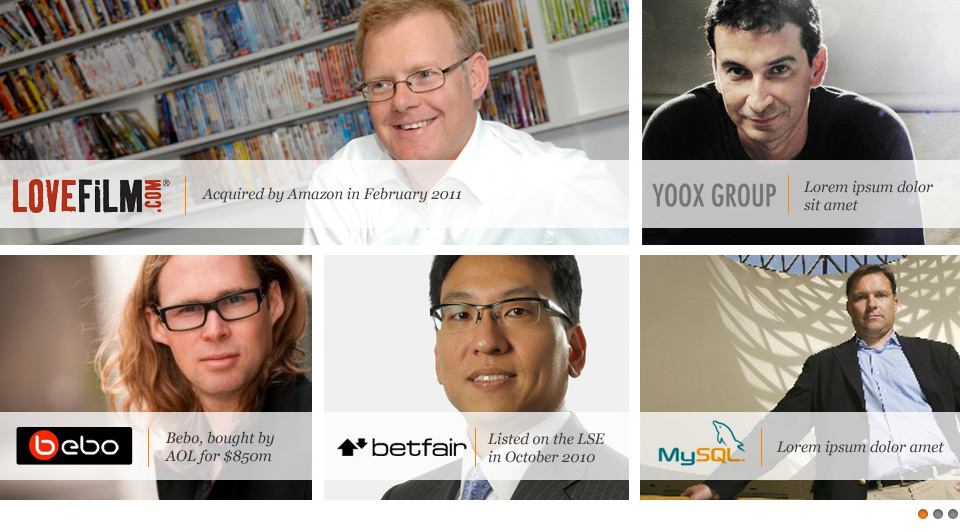 LOVEFiLM.COM®
Acquired by Amazon in February 2011
YOOX GROUP
Lorem ipsum dolor
sit amet
bebo
Bebo, bought by
AOL for $850m
betfair
Listed on the LSE
in October 2010
MySQL
Lorem ipsum dolor amet